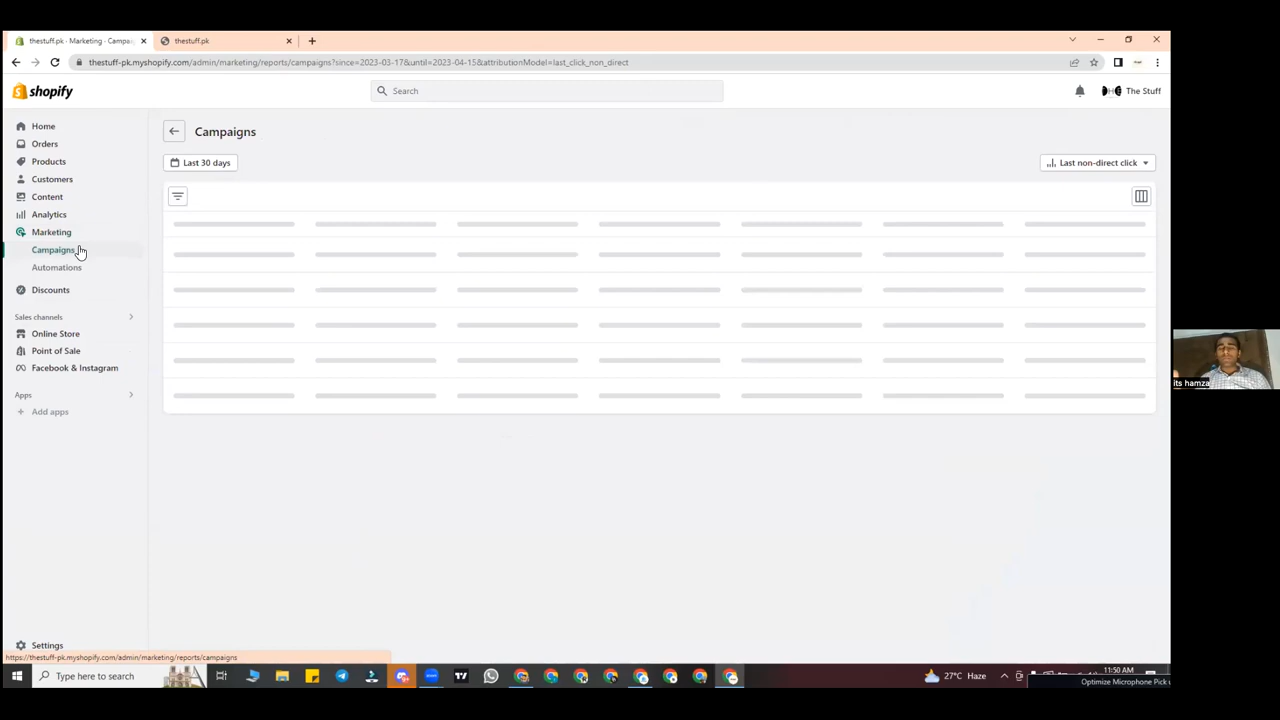 thestuff.pk · Marketing · Campa
thestuff.pk
thestuff-pk.myshopify.com/admin/marketing/reports/campaigns?since=2023-03-17&until=2023-04-15&attributionModel=last_click_non_direct
shopify
Search
The Stuff
Home
Orders
Products
Customers
Content
Analytics
Marketing
Campaigns
Automations
Discounts
Sales channels
Online Store
Point of Sale
Facebook & Instagram
Apps
Add apps
Settings
Campaigns
Last 30 days
Last non-direct click
its hamza
https://thestuff-pk.myshopify.com/admin/marketing/reports/campaigns
Type here to search
27°C Haze
11:50 AM
Optimize Microphone Pick